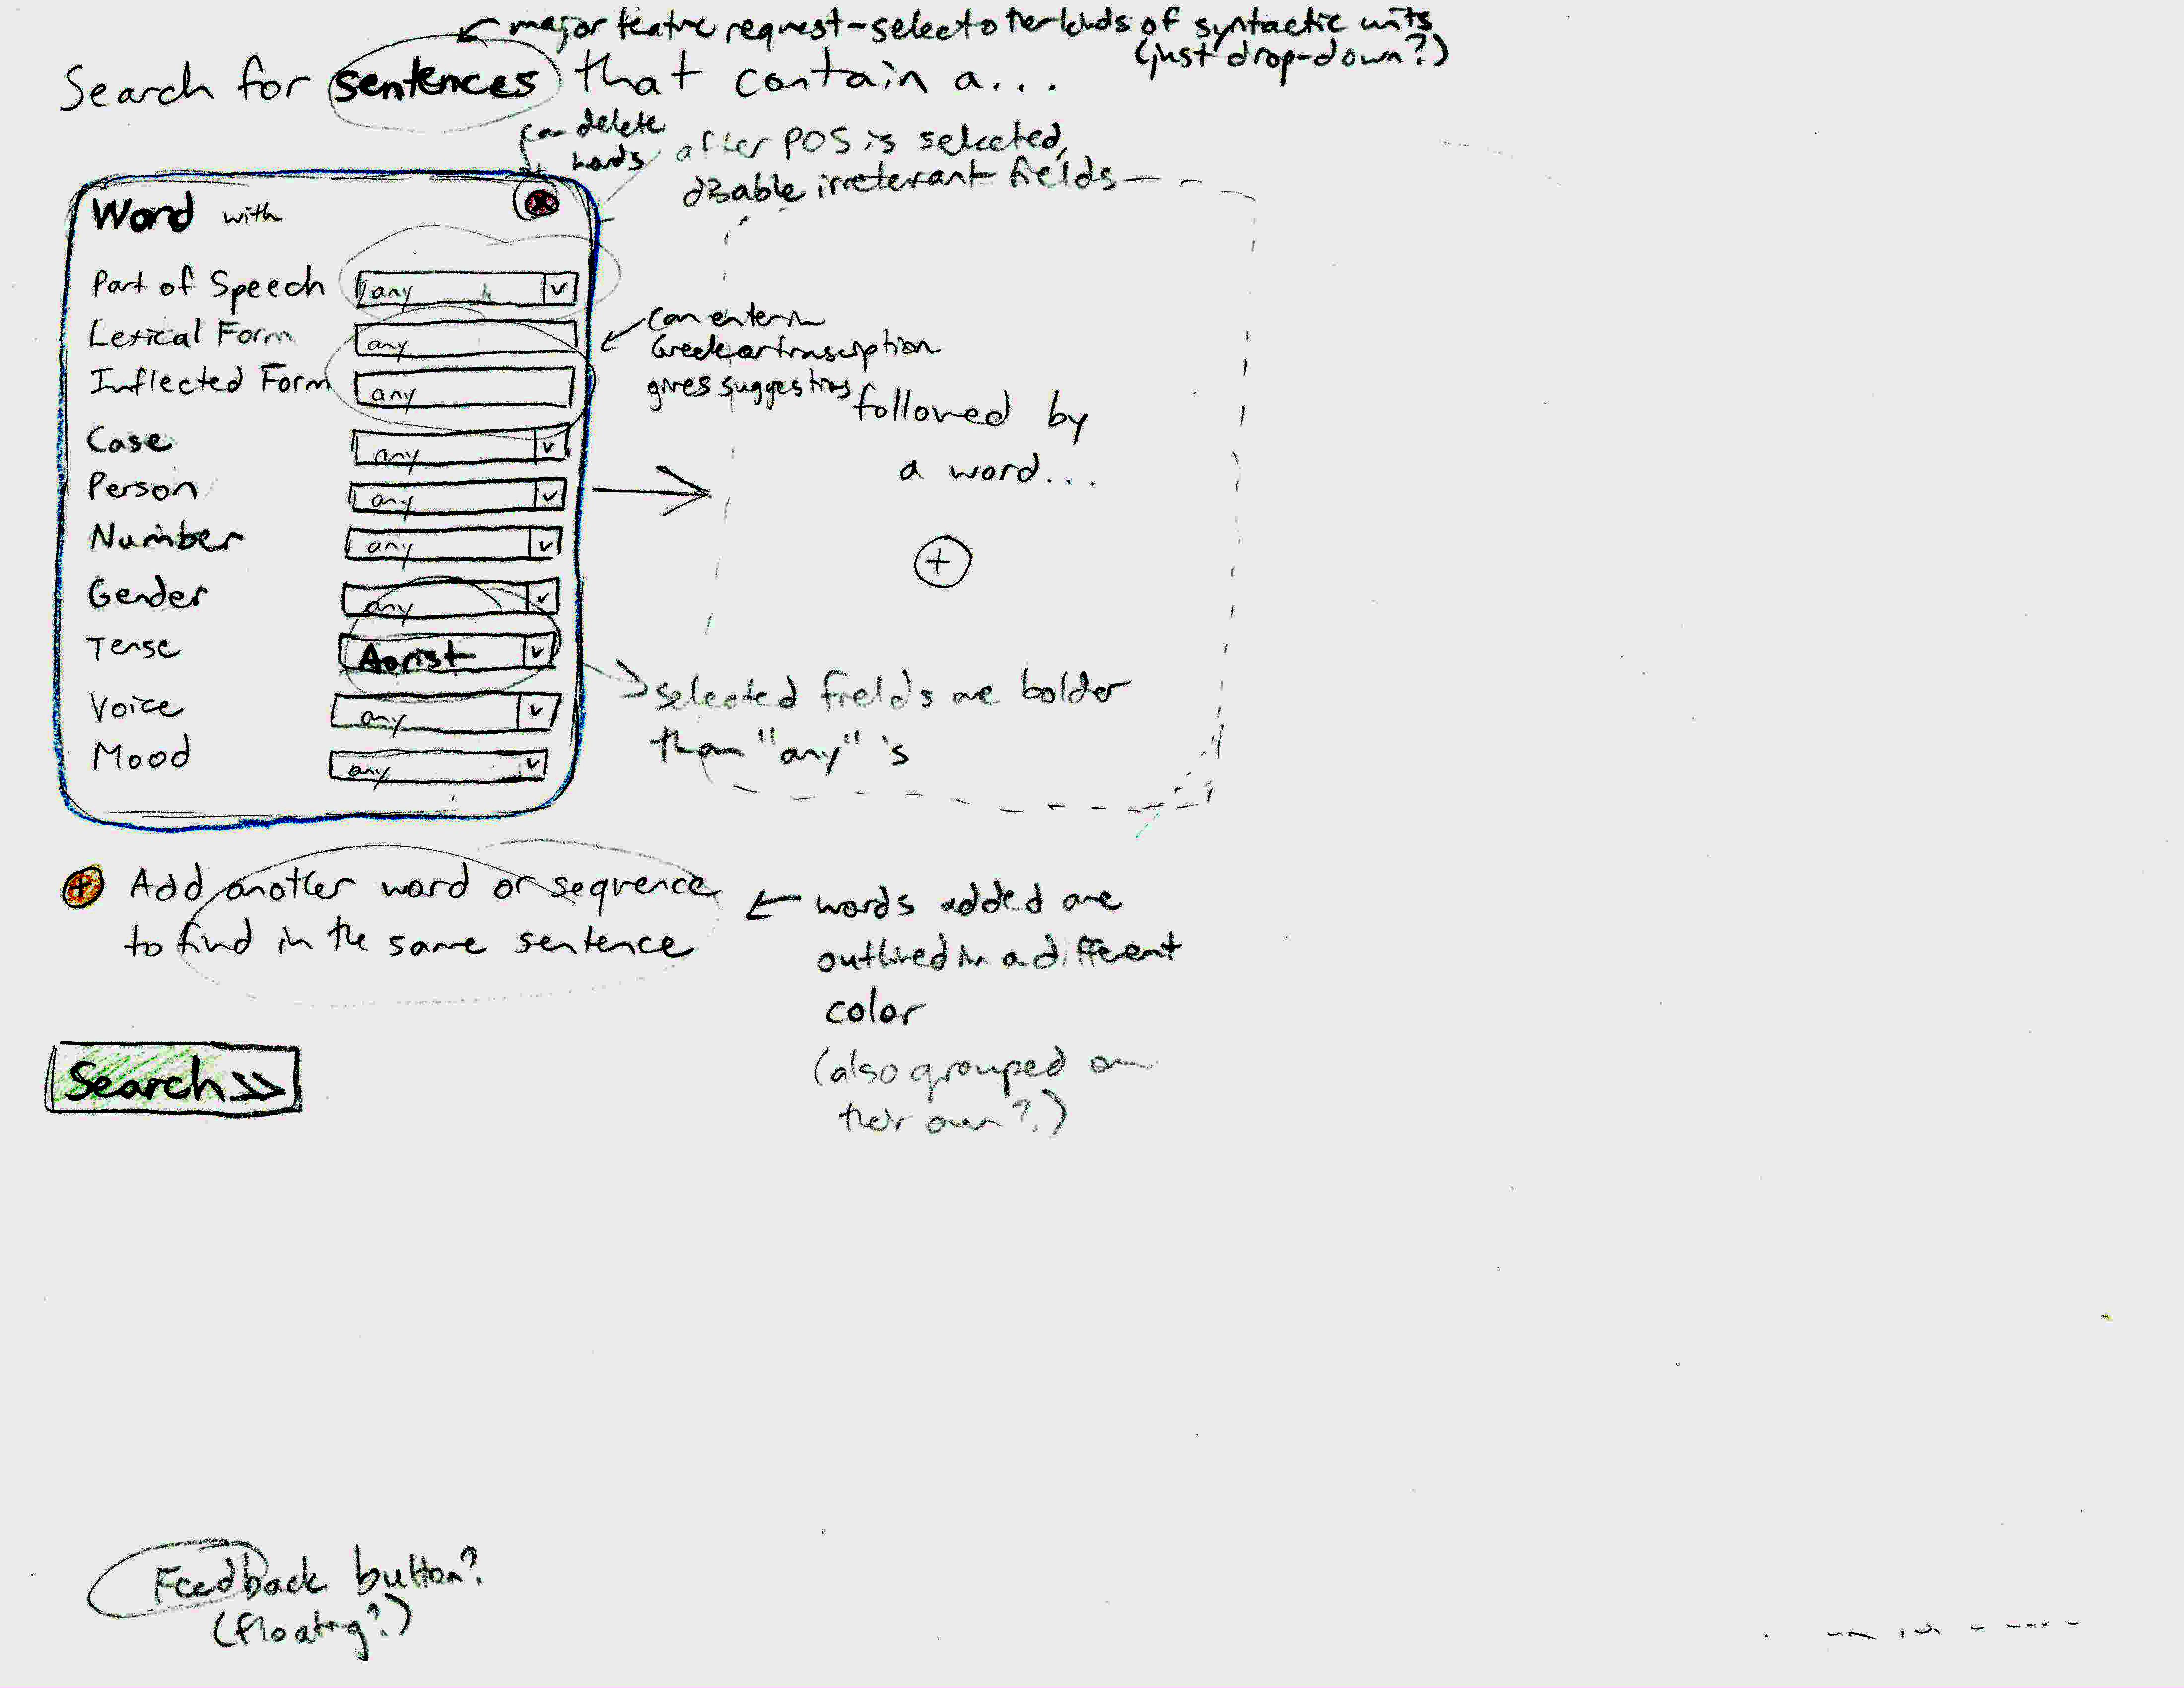 major feature request - select other kinds of syntactic units
(just drop-down?)
Search for sentences that contain a...
can delete
words
after POS is selected,
disable irrelevant fields
Word with
Part of Speech any
Lexical Form any
Inflected Form any
can enter in
Greek or transcription
gives suggestions
followed by
a word...
+
Case any
Person any
Number any
Gender any
Tense Aorist
Voice any
Mood any
selected fields are bolder
than "any" 's
+ Add another word or sequence
to find in the same sentence
words added are
outlined in a different
color
(also grouped on
their own?)
Search >>
Feedback button?
(floating?)